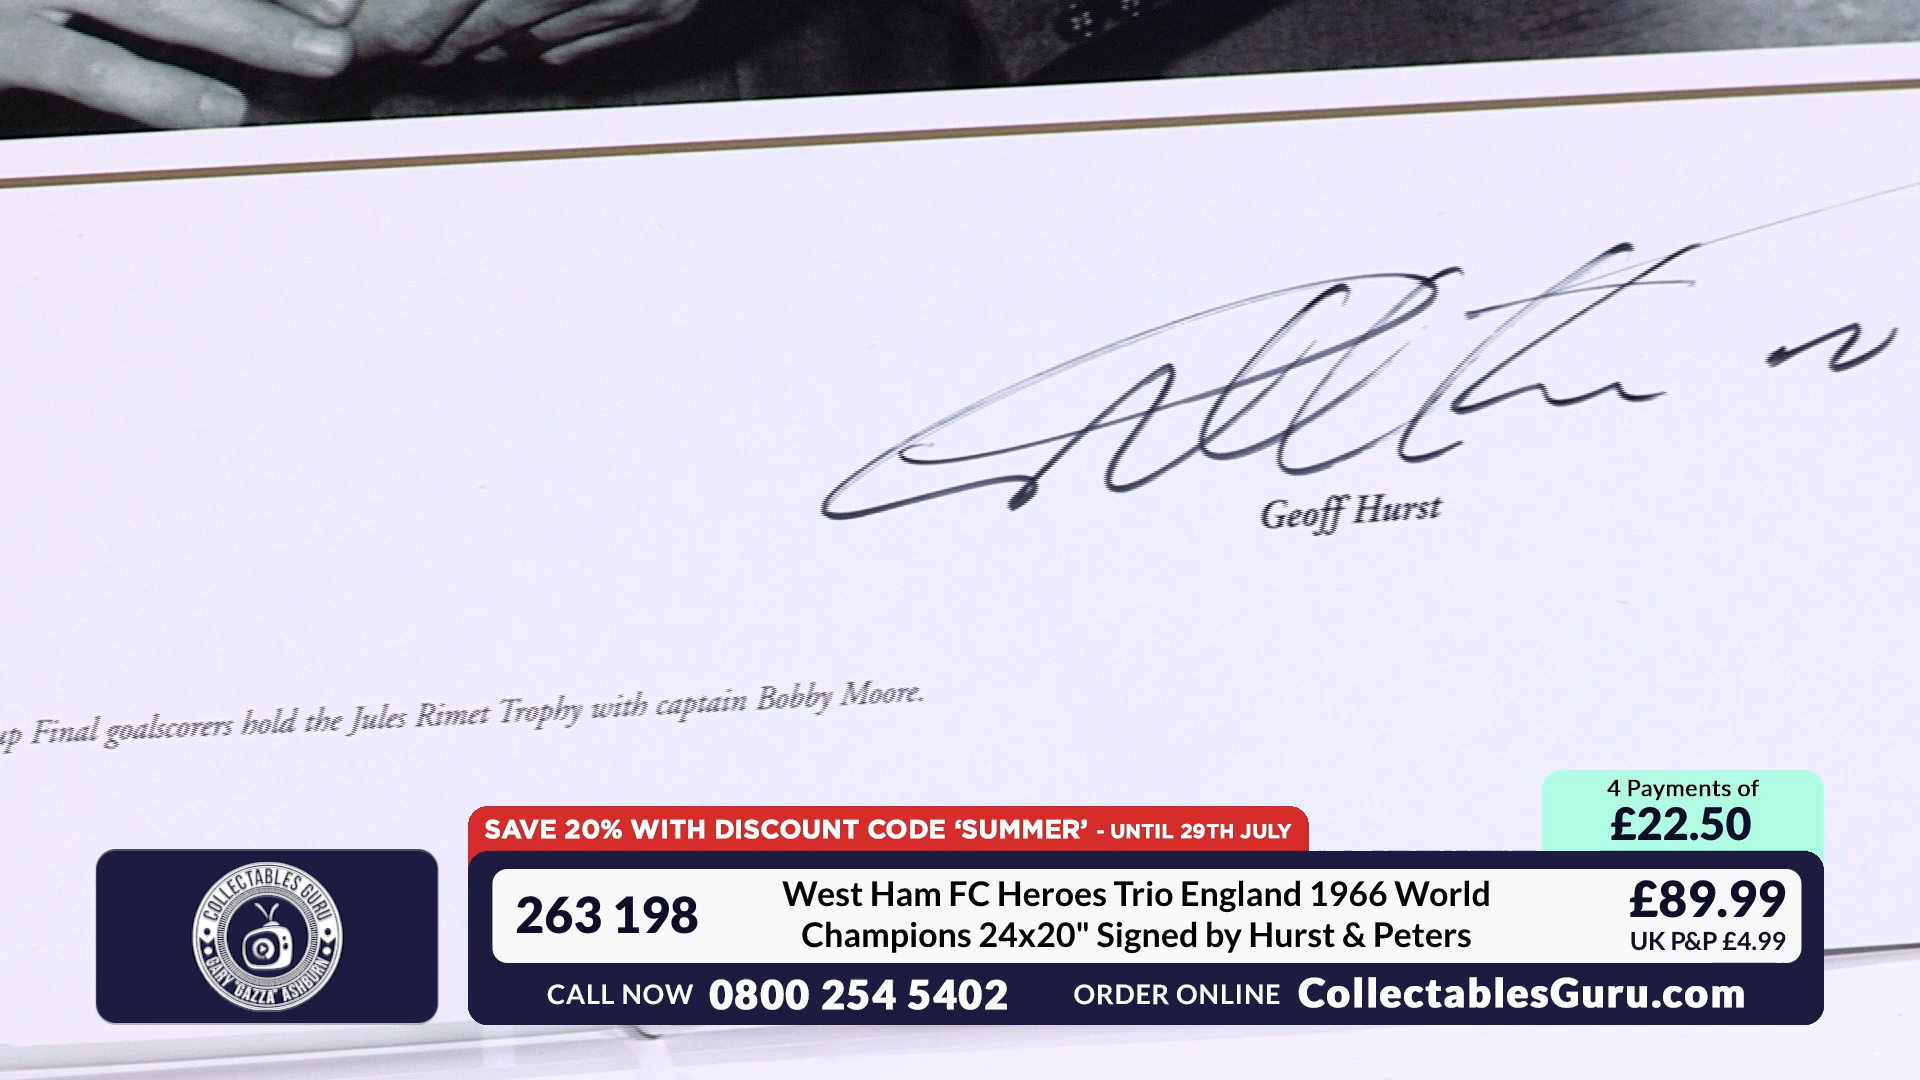 Geoff Hurst
up Final goalscorers hold the Jules Rimet Trophy with captain Bobby Moore.
4 Payments of
£22.50
SAVE 20% WITH DISCOUNT CODE ‘SUMMER’ - UNTIL 29TH JULY
263 198
West Ham FC Heroes Trio England 1966 World
Champions 24x20" Signed by Hurst & Peters
£89.99
UK P&P £4.99
COLLECTABLES GURU
GARY "GAZZA" ASHBURN
CALL NOW 0800 254 5402
ORDER ONLINE CollectablesGuru.com